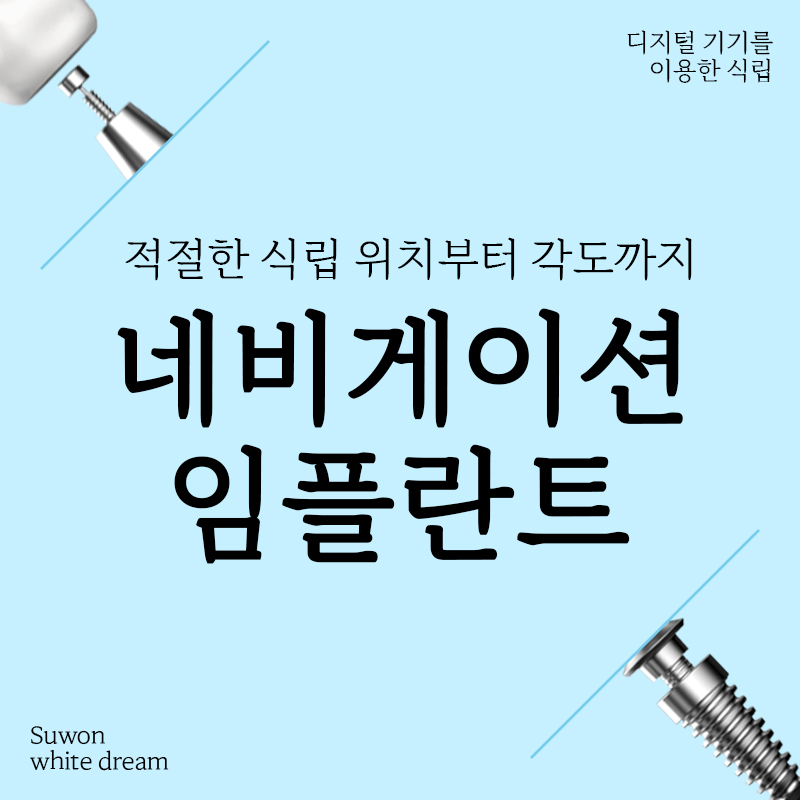 디지털 기기를
이용한 식립
적절한 식립 위치부터 각도까지
네비게이션
임플란트
Suwon
white dream